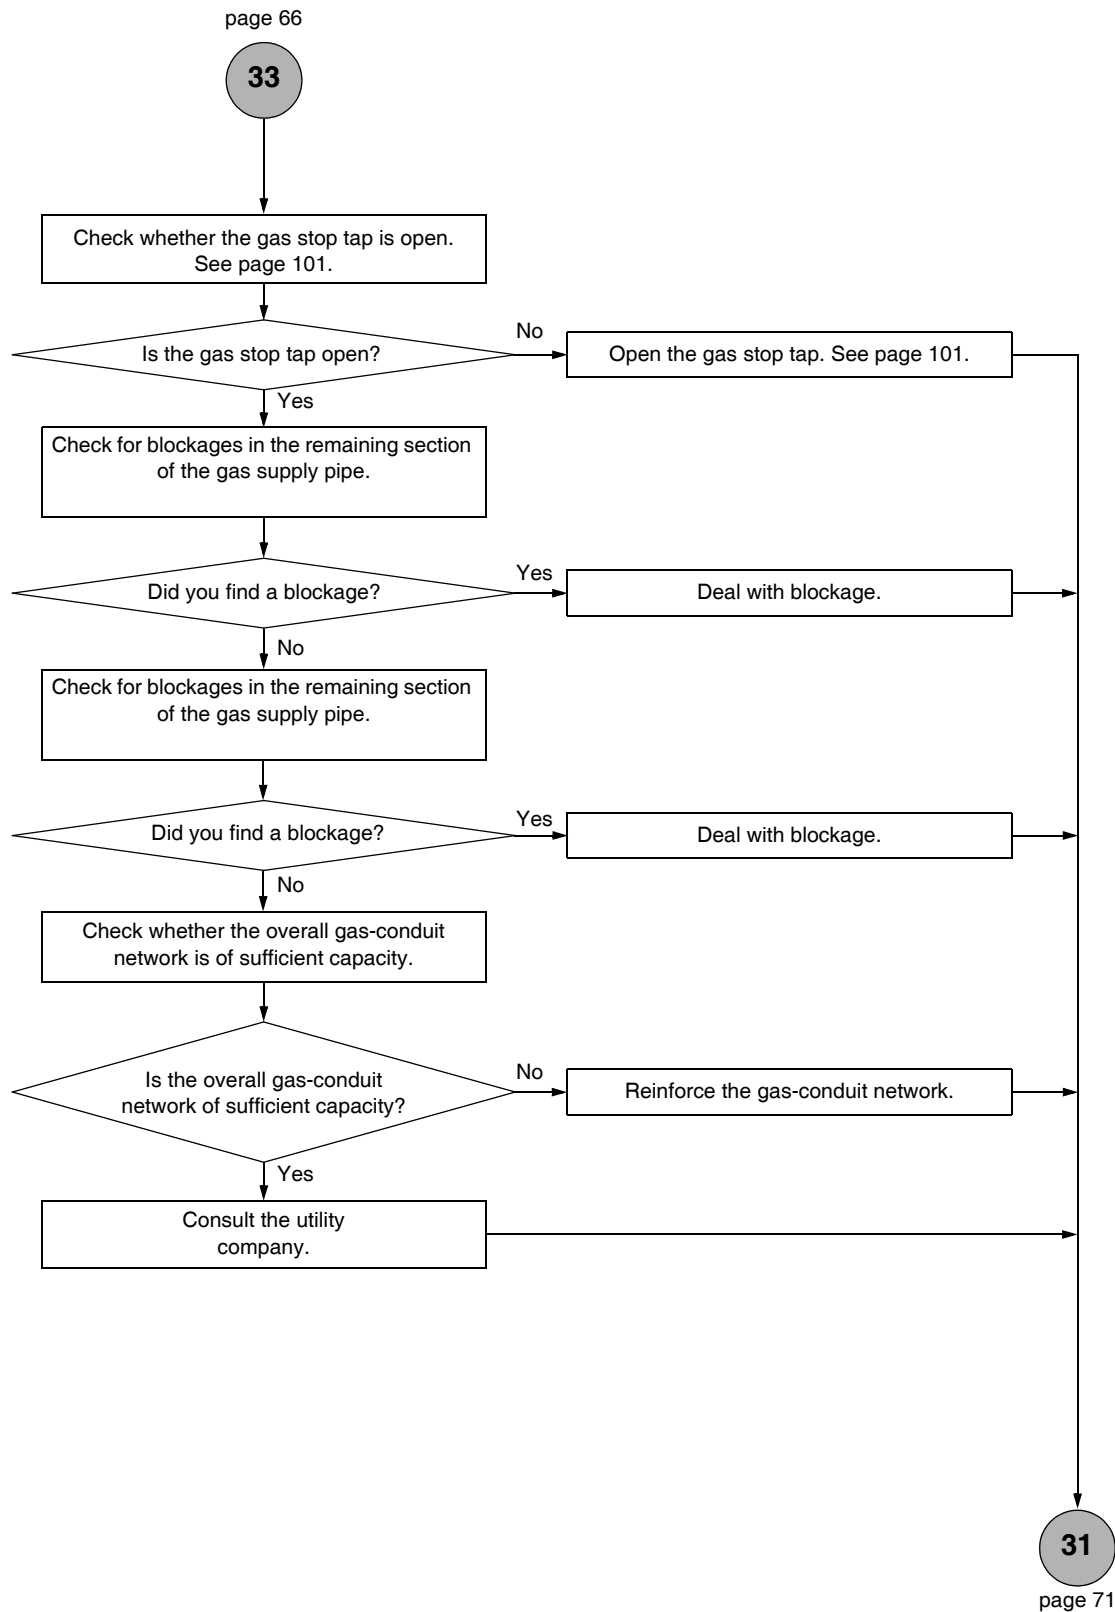 page 66
33
Check whether the gas stop tap is open.
See page 101.
Is the gas stop tap open?
No
Open the gas stop tap. See page 101.
Yes
Check for blockages in the remaining section
of the gas supply pipe.
Did you find a blockage?
Yes
Deal with blockage.
No
Check for blockages in the remaining section
of the gas supply pipe.
Did you find a blockage?
Yes
Deal with blockage.
No
Check whether the overall gas-conduit
network is of sufficient capacity.
Is the overall gas-conduit
network of sufficient capacity?
No
Reinforce the gas-conduit network.
Yes
Consult the utility
company.
31
page 71